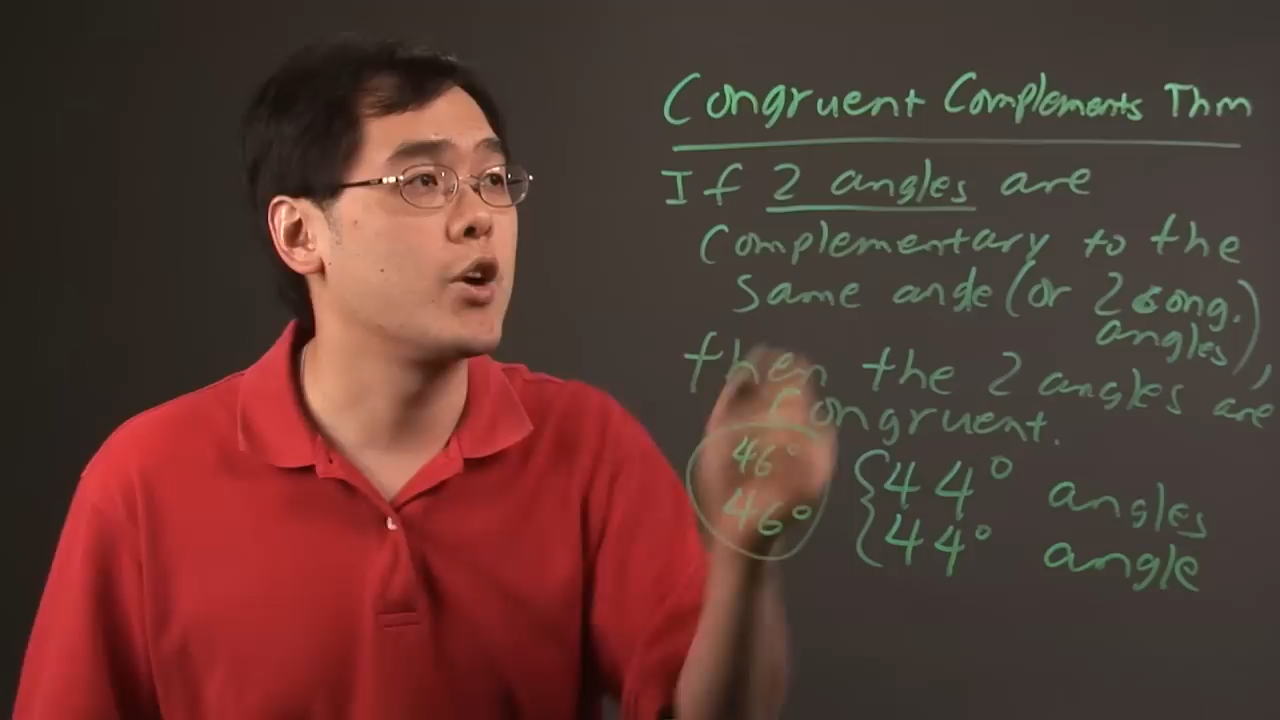 Congruent Complements Thm
If 2 angles are
complementary to the
same angle (or 2 cong.
angles),
then the 2 angles are
congruent.
46° {44° angles
46° {44° angle